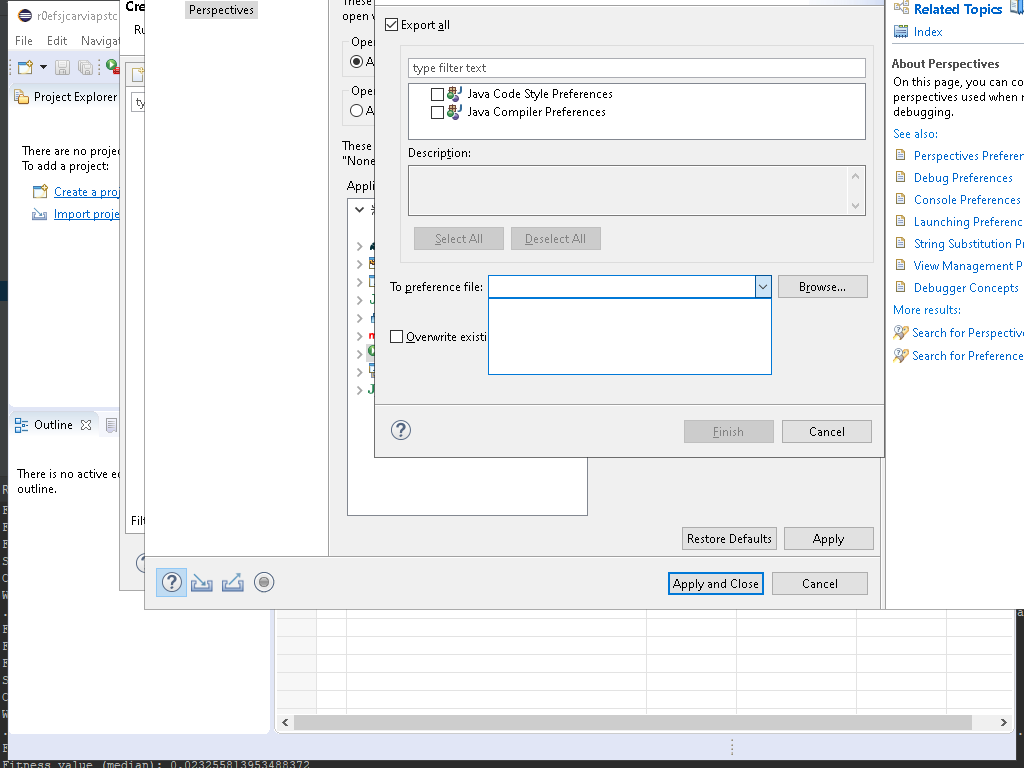 r0efsjcarviapstc
File Edit Naviga
Project Explorer
There are no proje
To add a project:
Create a proj
Import proje
Outline
There is no active e
outline.
Cre
Ru
ty
Filt
Perspectives
These
open v
Ope
A
Ope
A
These
"None
Appli
Export all
type filter text
Java Code Style Preferences
Java Compiler Preferences
Description:
Select All Deselect All
To preference file:
Browse...
Overwrite existi
Finish Cancel
Restore Defaults Apply
Apply and Close Cancel
Related Topics
Index
About Perspectives
On this page, you can co
perspectives used when r
debugging.
See also:
Perspectives Preferen
Debug Preferences
Console Preferences
Launching Preferenc
String Substitution Pr
View Management P
Debugger Concepts
More results:
Search for Perspective
Search for Preference
Fitness value (median): 0.023255813953488372